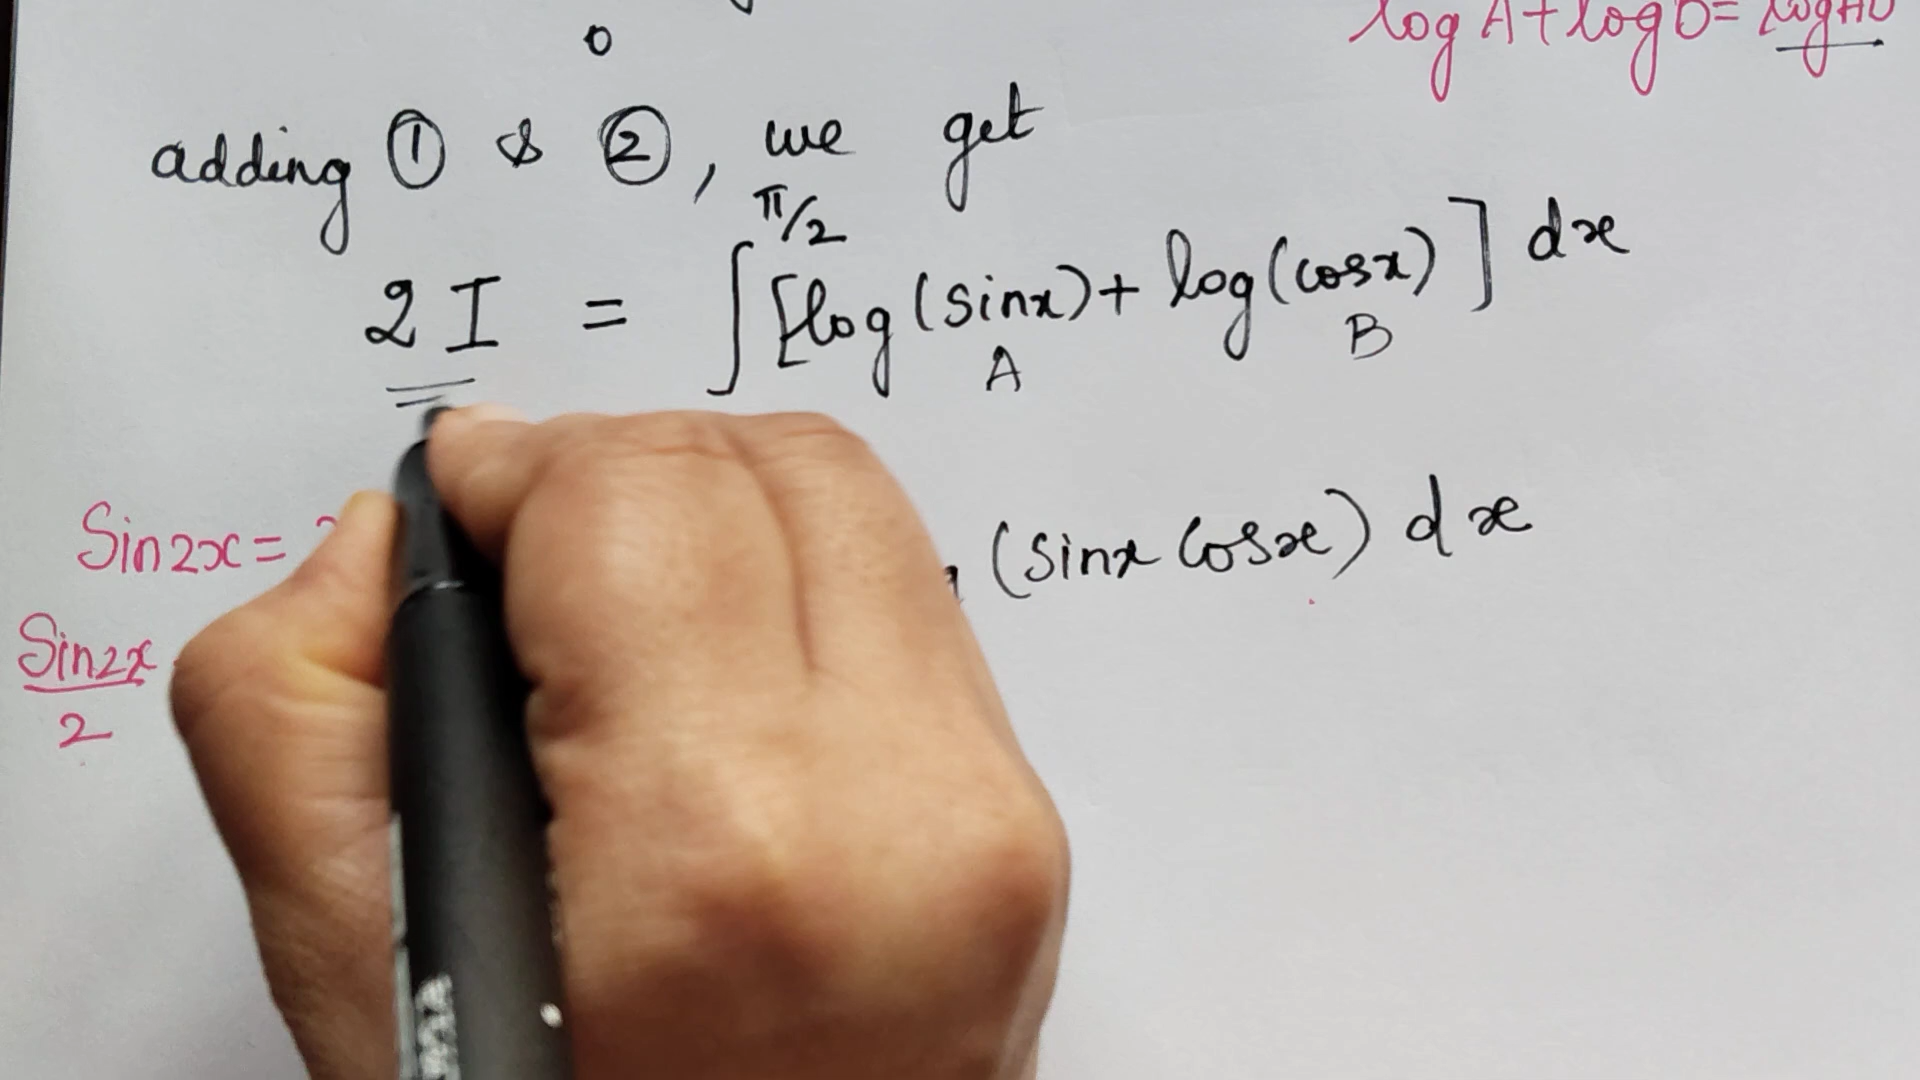 log A + log B = log AB
0
adding ① & ②, we get
π/2
2 I = ∫ [log (sinx) + log (cosx) ] dx
A B
Sin2x =
(sinx cosx) dx
Sin2x
2